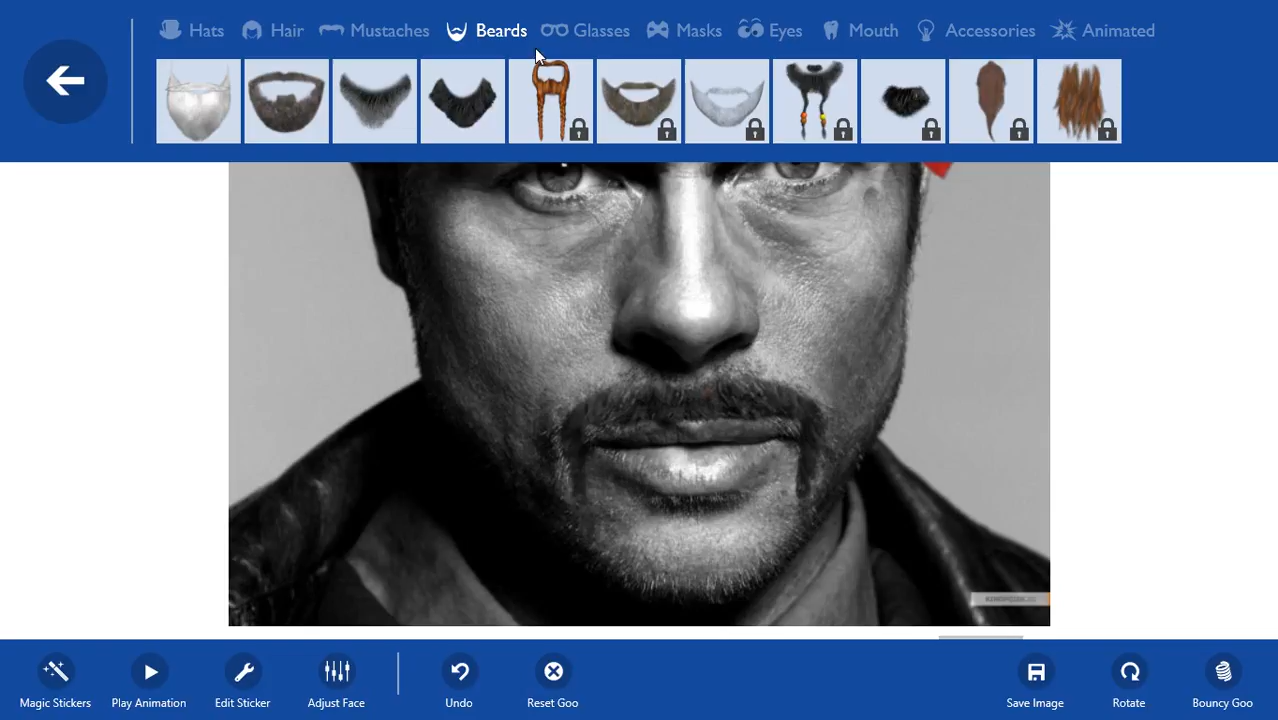 Hats Hair Mustaches Beards Glasses Masks Eyes Mouth Accessories Animated
Magic Stickers Play Animation Edit Sticker Adjust Face Undo Reset Goo Save Image Rotate Bouncy Goo